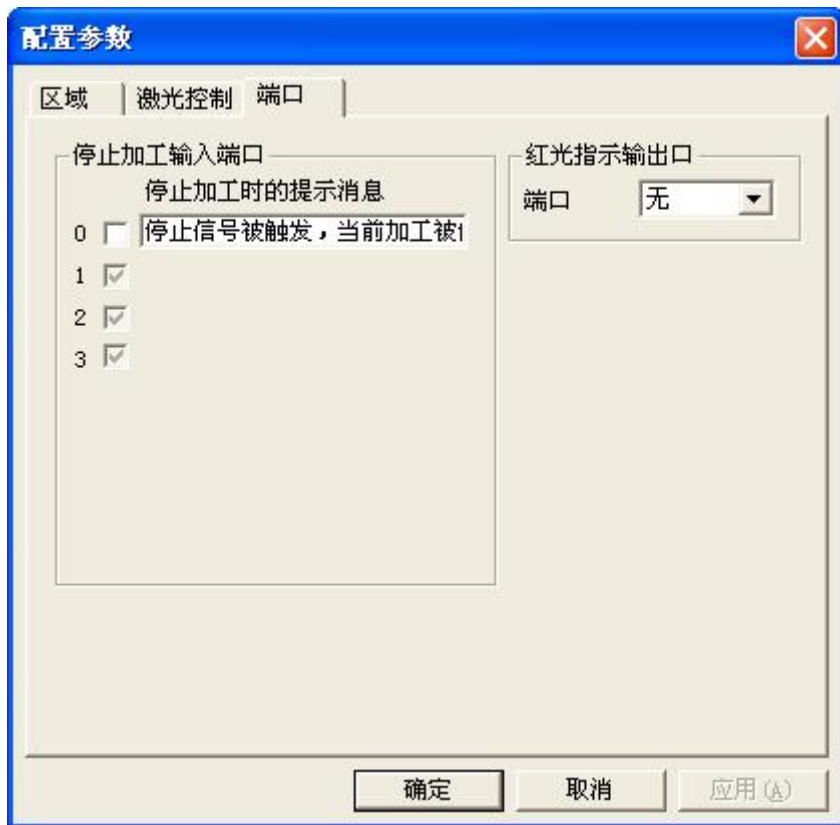 配置参数
区域 激光控制 端口
停止加工输入端口
停止加工时的提示消息
0 停止信号被触发，当前加工被
1
2
3
红光指示输出口
端口 无
确定 取消 应用(A)